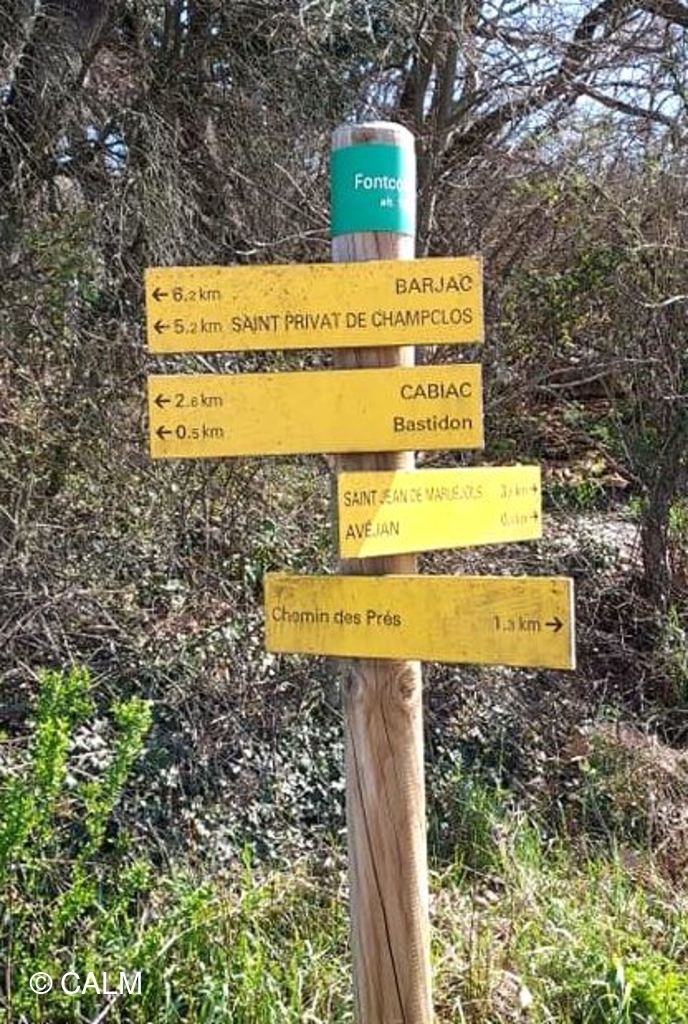 ← 6.2 km BARJAC
← 5.2 km SAINT PRIVAT DE CHAMPCLOS
← 2.6 km CABIAC
← 0.5 km Bastidon
SAINT JEAN DE MARUEJOLS
AVÉJAN
Chemin des Prés 1.3 km →
© CALM